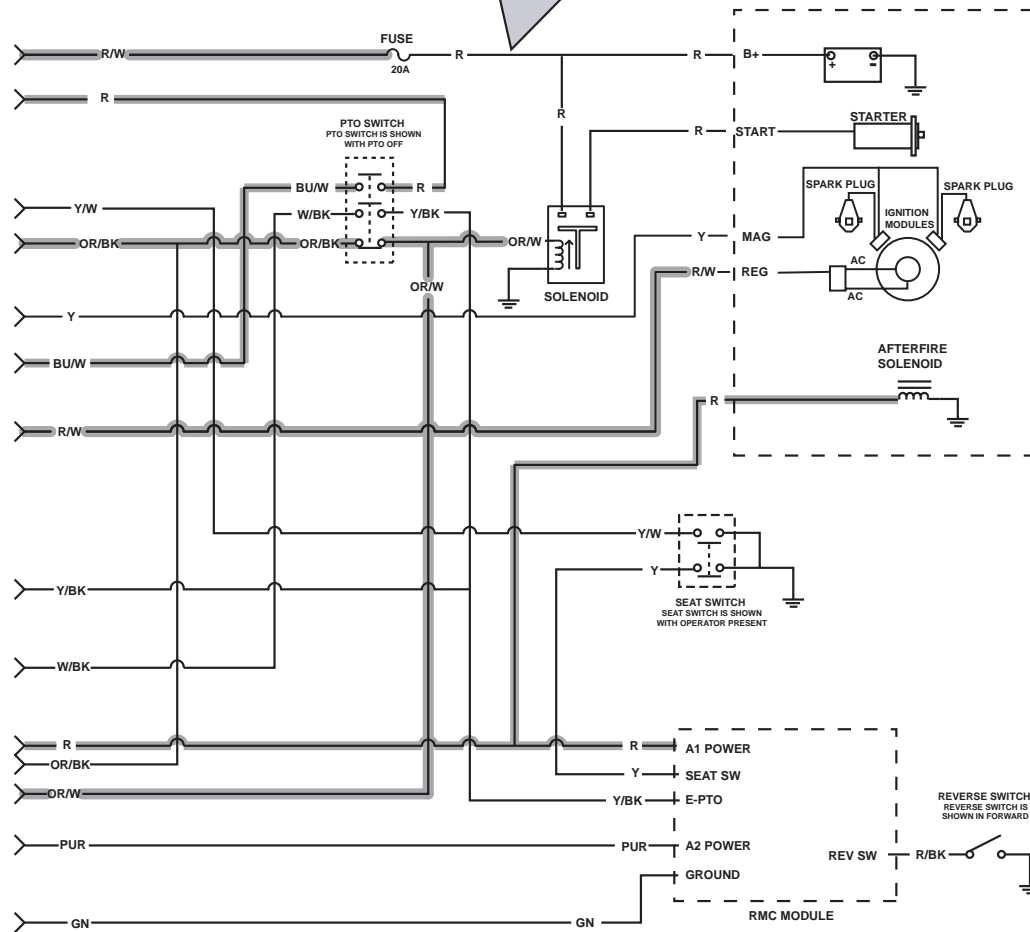 FUSE
R/W
R
R
B+
20A
R
R
PTO SWITCH
PTO SWITCH IS SHOWN
WITH PTO OFF
STARTER
R
START
SPARK PLUG
SPARK PLUG
BU/W
R
Y/W
W/BK
Y/BK
IGNITION
MODULES
OR/BK
OR/BK
OR/W
Y
MAG
AC
R/W
REG
OR/W
SOLENOID
AC
Y
AFTERFIRE
SOLENOID
BU/W
R
R/W
Y/W
Y
Y/BK
SEAT SWITCH
SEAT SWITCH IS SHOWN
WITH OPERATOR PRESENT
W/BK
R
R
A1 POWER
OR/BK
Y
SEAT SW
OR/W
Y/BK
E-PTO
REVERSE SWITCH
REVERSE SWITCH IS
SHOWN IN FORWARD
PUR
PUR
A2 POWER
REV SW
R/BK
GROUND
GN
GN
RMC MODULE